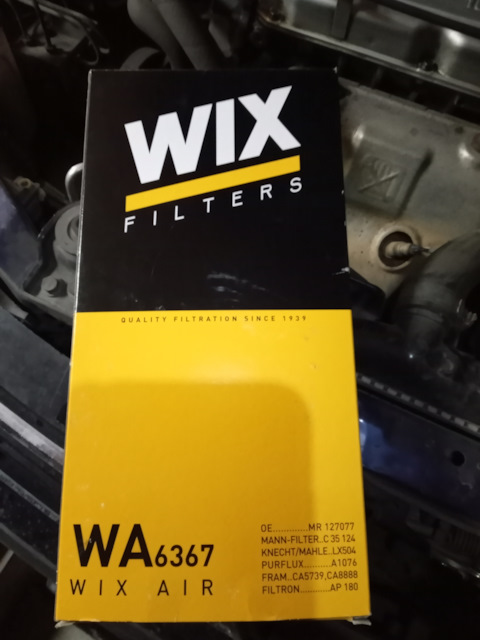 WIX
FILTERS
QUALITY FILTRATION SINCE 1939
WA6367
WIX AIR
OE.............MR 127077
MANN-FILTER..C 35 124
KNECHT/MAHLE..LX504
PURFLUX..........A1076
FRAM..CA5739,CA8888
FILTRON...........AP 180